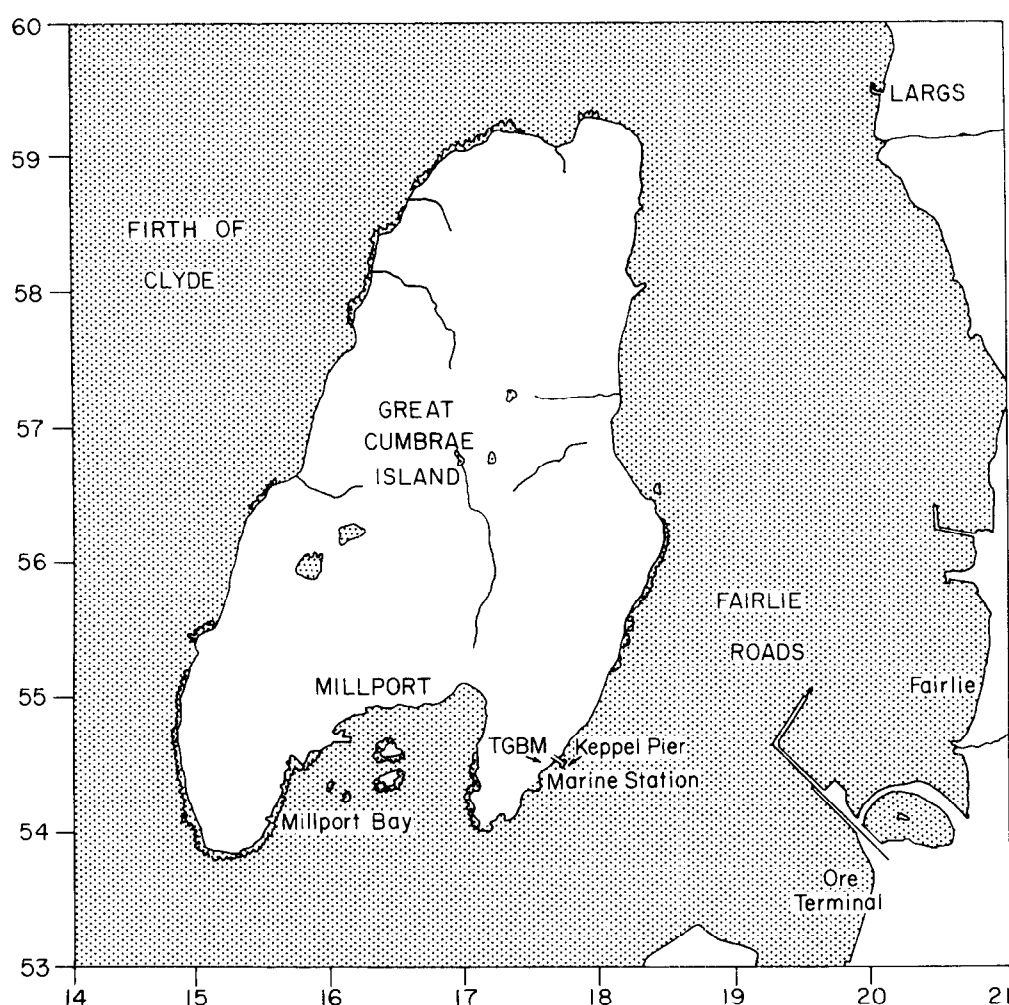 60
LARGS
59
FIRTH OF
CLYDE
58
GREAT
CUMBRAE
ISLAND
57
56
FAIRLIE
ROADS
55
MILLPORT
Fairlie
TGBM
Keppel Pier
Marine Station
54
Millport Bay
Ore
Terminal
53
14 15 16 17 18 19 20 21